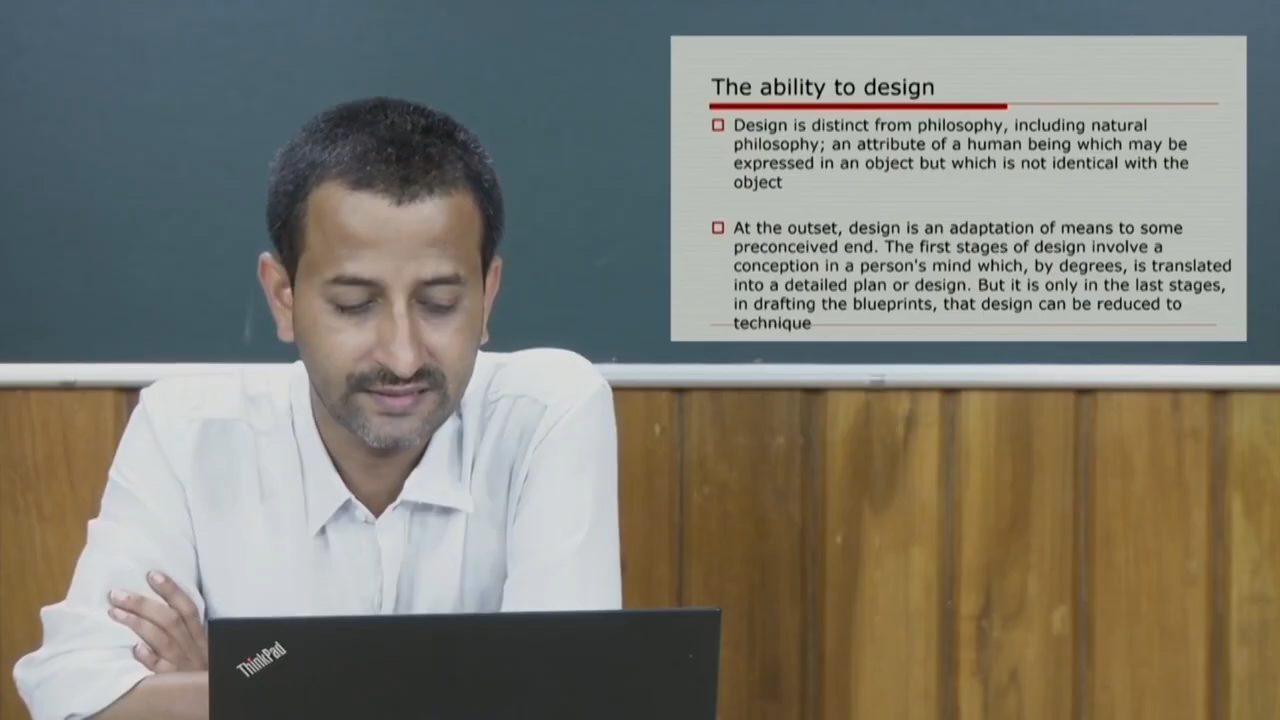 The ability to design
Design is distinct from philosophy, including natural
philosophy; an attribute of a human being which may be
expressed in an object but which is not identical with the
object
At the outset, design is an adaptation of means to some
preconceived end. The first stages of design involve a
conception in a person's mind which, by degrees, is translated
into a detailed plan or design. But it is only in the last stages,
in drafting the blueprints, that design can be reduced to
technique
ThinkPad